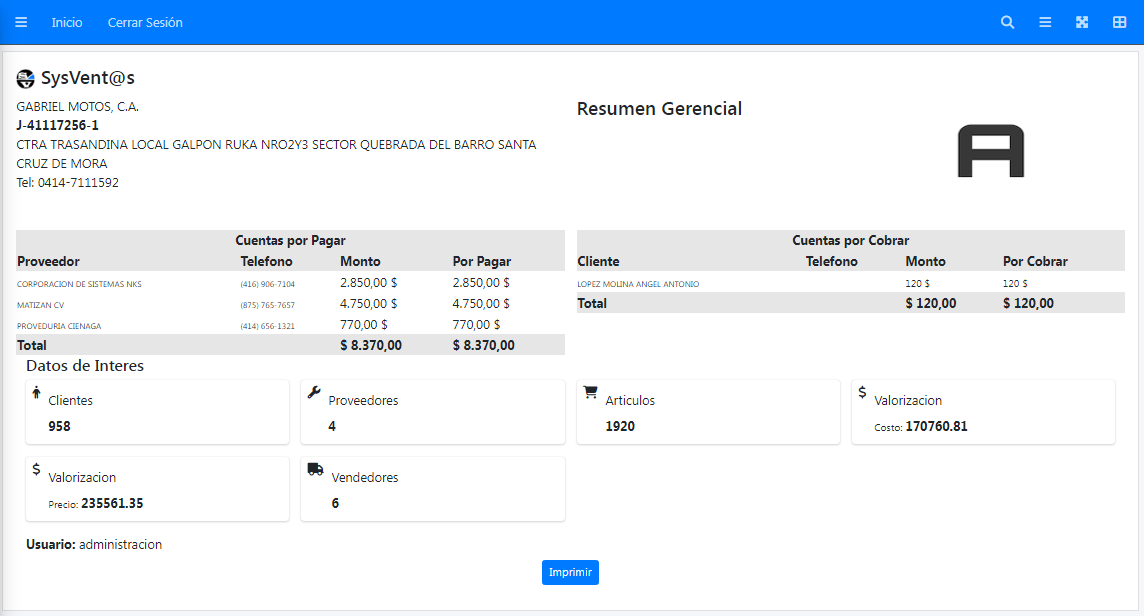 Inicio Cerrar Sesión
SysVent@s
GABRIEL MOTOS, C.A.
J-41117256-1
CTRA TRASANDINA LOCAL GALPON RUKA NRO2Y3 SECTOR QUEBRADA DEL BARRO SANTA
CRUZ DE MORA
Tel: 0414-7111592
Resumen Gerencial
Cuentas por Pagar
Proveedor Telefono Monto Por Pagar
CORPORACION DE SISTEMAS NKS (416) 906-7104 2.850,00 $ 2.850,00 $
MATIZAN CV (875) 765-7657 4.750,00 $ 4.750,00 $
PROVEDURIA CIENAGA (414) 656-1321 770,00 $ 770,00 $
Total $ 8.370,00 $ 8.370,00
Cuentas por Cobrar
Cliente Telefono Monto Por Cobrar
LOPEZ MOLINA ANGEL ANTONIO 120 $ 120 $
Total $ 120,00 $ 120,00
Datos de Interes
Clientes
958
Proveedores
4
Articulos
1920
$ Valorizacion
Costo: 170760.81
$ Valorizacion
Precio: 235561.35
Vendedores
6
Usuario: administracion
Imprimir